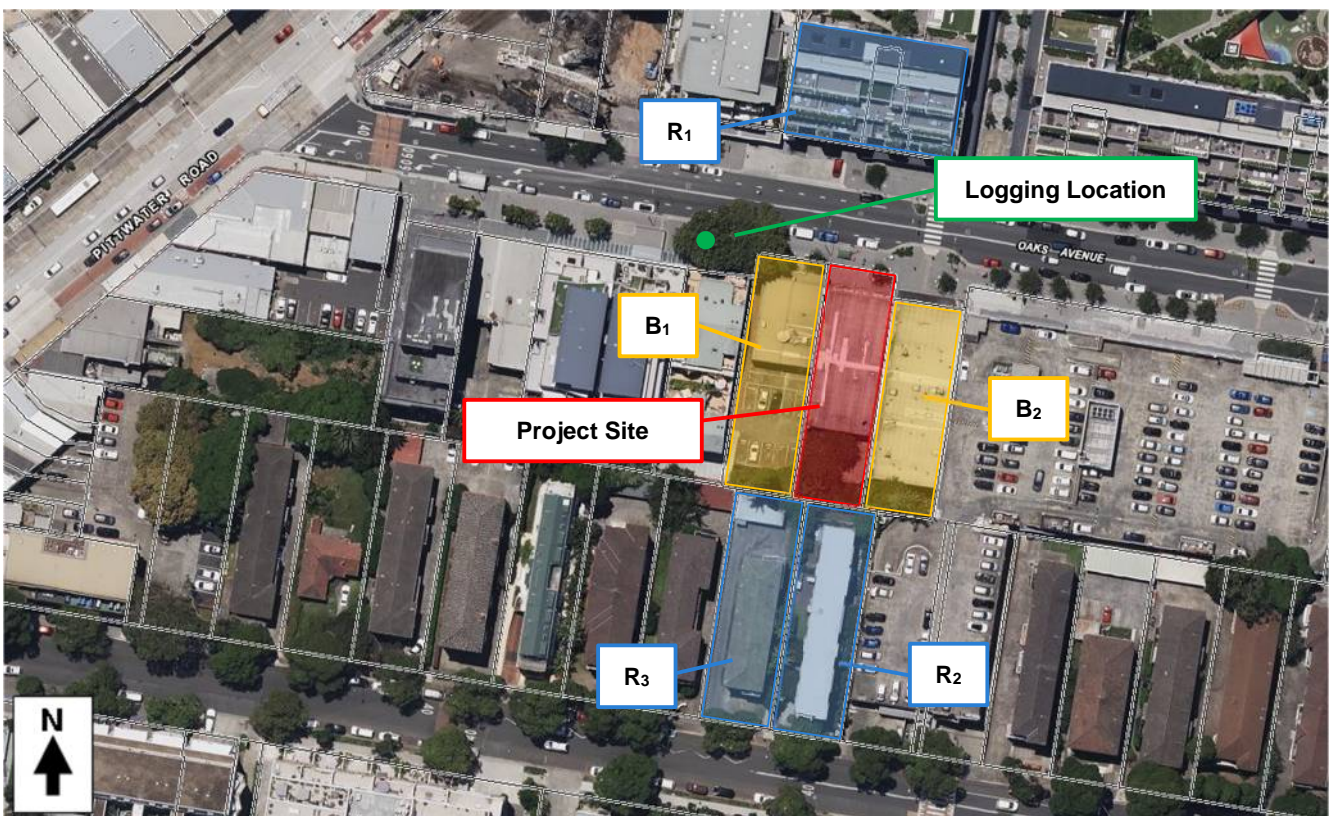 R1
Logging Location
PITTWATER ROAD
OAKS AVENUE
B1
B2
Project Site
R3
R2
N